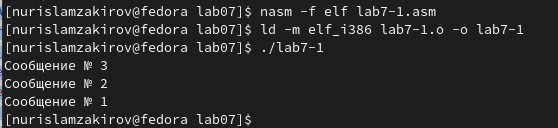 [nurislamzakirov@fedora lab07]$ nasm -f elf lab7-1.asm
[nurislamzakirov@fedora lab07]$ ld -m elf_i386 lab7-1.o -o lab7-1
[nurislamzakirov@fedora lab07]$ ./lab7-1
Сообщение № 3
Сообщение № 2
Сообщение № 1
[nurislamzakirov@fedora lab07]$